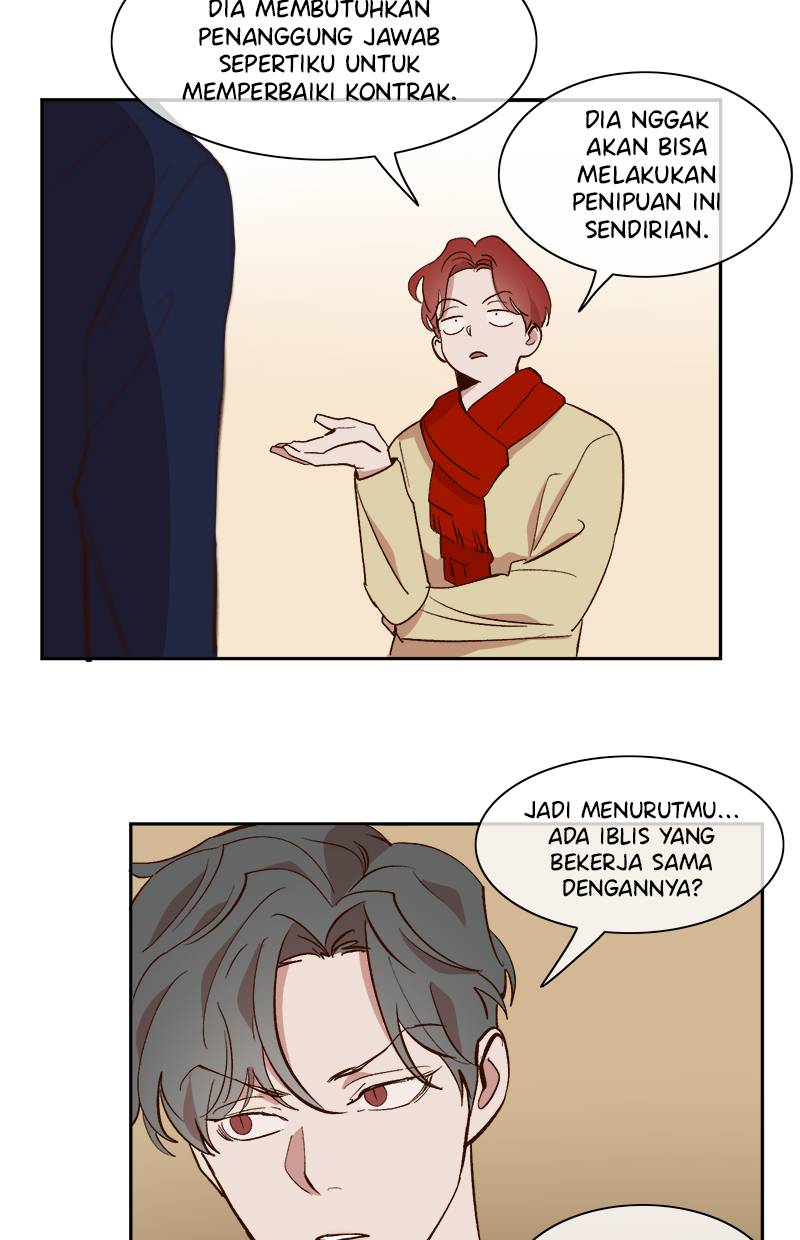 DIA MEMBUTUHKAN
PENANGGUNG JAWAB
SEPERTIKU UNTUK
MEMPERBAIKI KONTRAK.
DIA NGGAK
AKAN BISA
MELAKUKAN
PENIPUAN INI
SENDIRIAN.
JADI MENURUTMU...
ADA IBLIS YANG
BEKERJA SAMA
DENGANNYA?